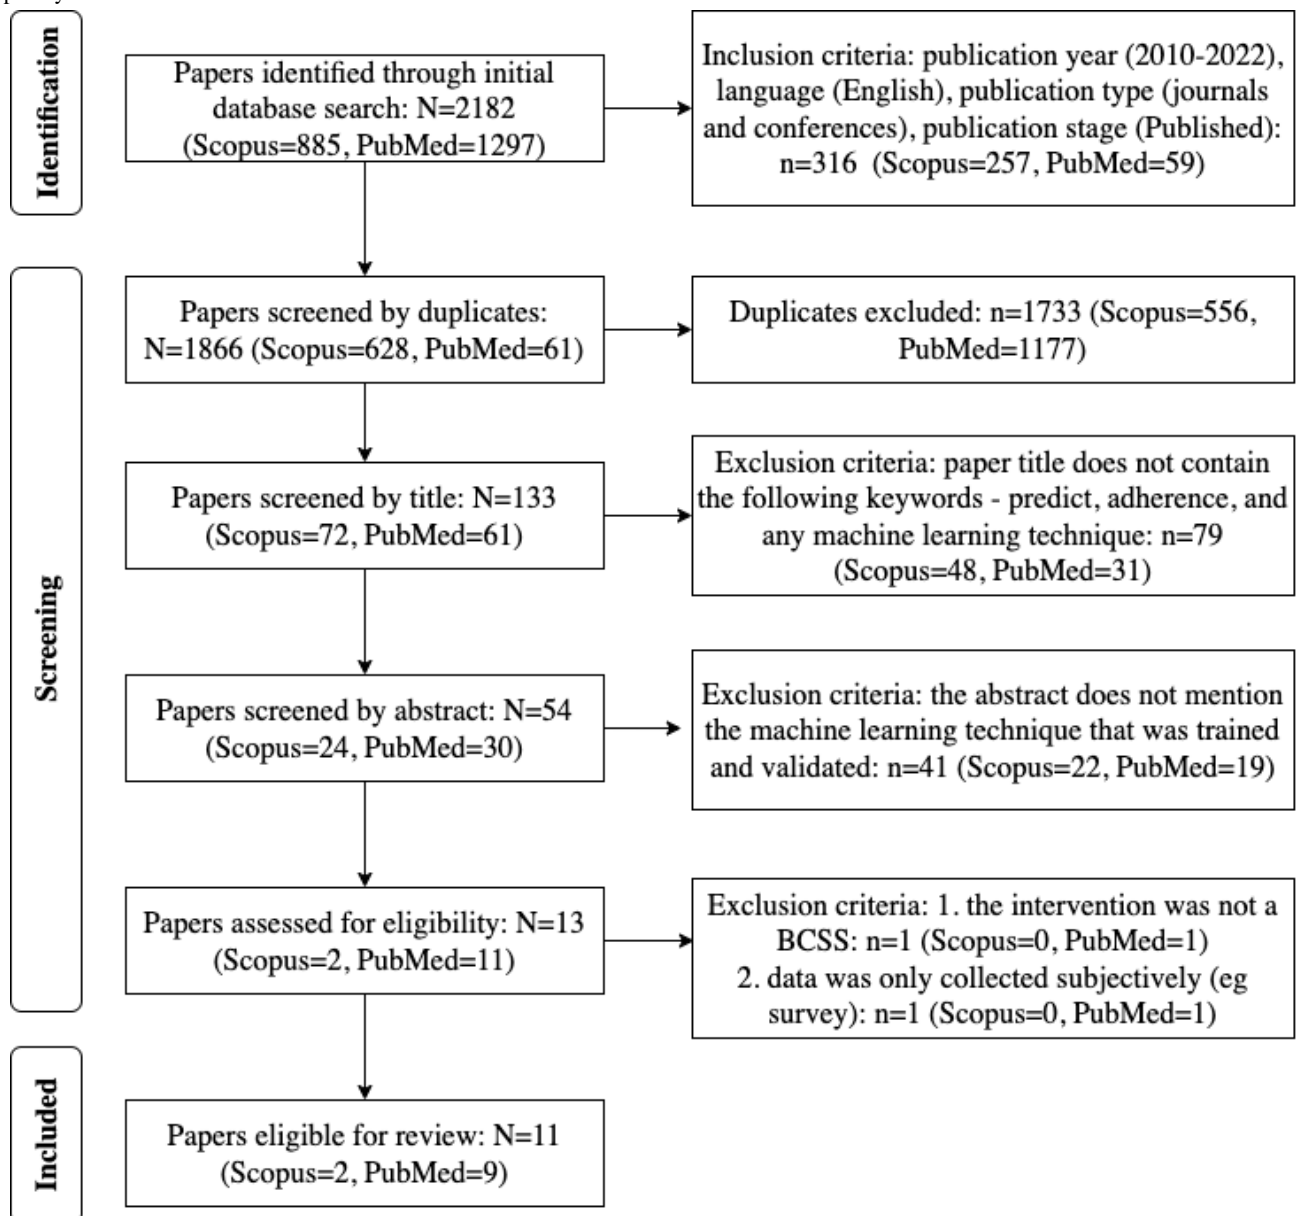 Identification
Papers identified through initial
database search: N=2182
(Scopus=885, PubMed=1297)
Inclusion criteria: publication year (2010-2022),
language (English), publication type (journals
and conferences), publication stage (Published):
n=316 (Scopus=257, PubMed=59)
Screening
Papers screened by duplicates:
N=1866 (Scopus=628, PubMed=61)
Duplicates excluded: n=1733 (Scopus=556,
PubMed=1177)
Papers screened by title: N=133
(Scopus=72, PubMed=61)
Exclusion criteria: paper title does not contain
the following keywords - predict, adherence, and
any machine learning technique: n=79
(Scopus=48, PubMed=31)
Papers screened by abstract: N=54
(Scopus=24, PubMed=30)
Exclusion criteria: the abstract does not mention
the machine learning technique that was trained
and validated: n=41 (Scopus=22, PubMed=19)
Papers assessed for eligibility: N=13
(Scopus=2, PubMed=11)
Exclusion criteria: 1. the intervention was not a
BCSS: n=1 (Scopus=0, PubMed=1)
2. data was only collected subjectively (eg
survey): n=1 (Scopus=0, PubMed=1)
Included
Papers eligible for review: N=11
(Scopus=2, PubMed=9)